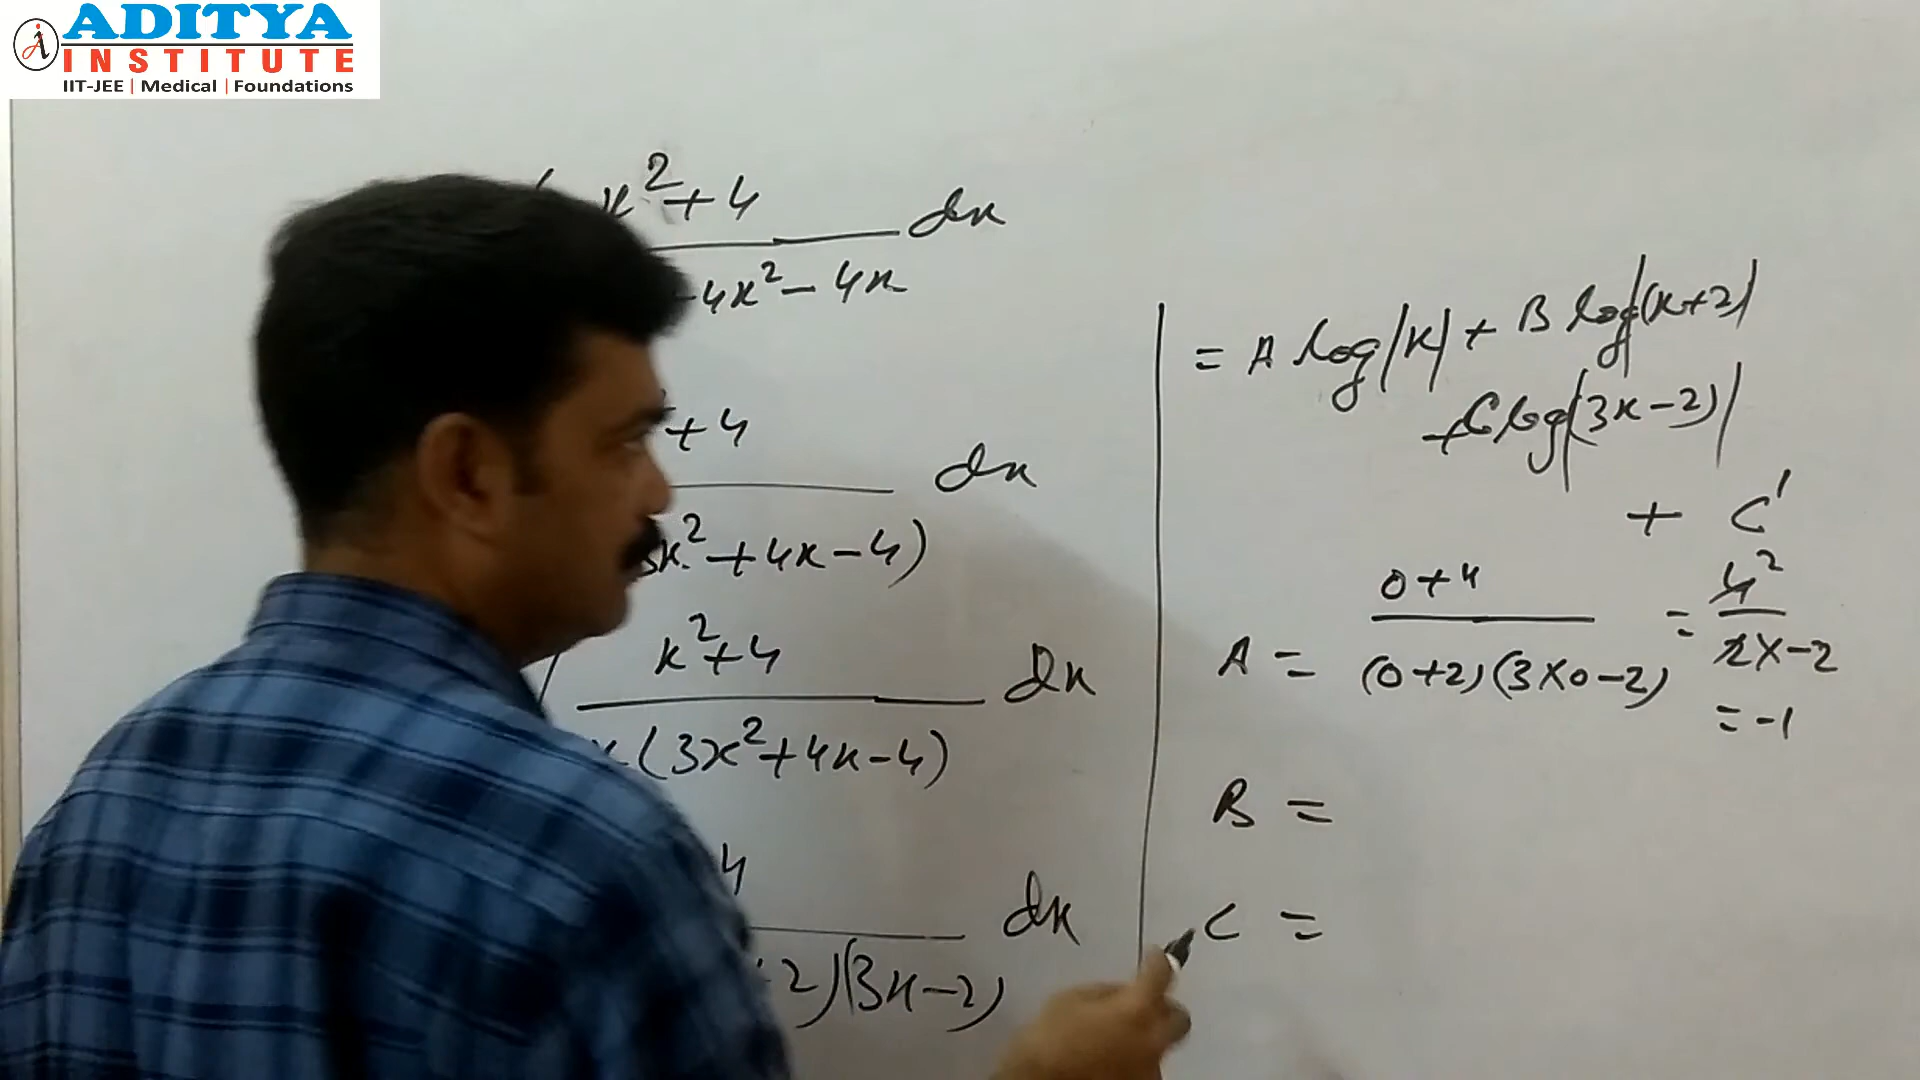 ADITYA
INSTITUTE
IIT-JEE | Medical | Foundations
x² + 4 dx
- 4x² - 4x
+ 4 dx
3x² + 4x - 4)
x² + 4 dx
x (3x² + 4x - 4)
4 dx
2)(3x - 2)
= A log|x| + B log|(x+2)|
+ C log|(3x - 2)|
+ C'
A = 0 + 4 / (0 + 2)(3 × 0 - 2) = 4² / 2 × -2
= -1
B =
C =